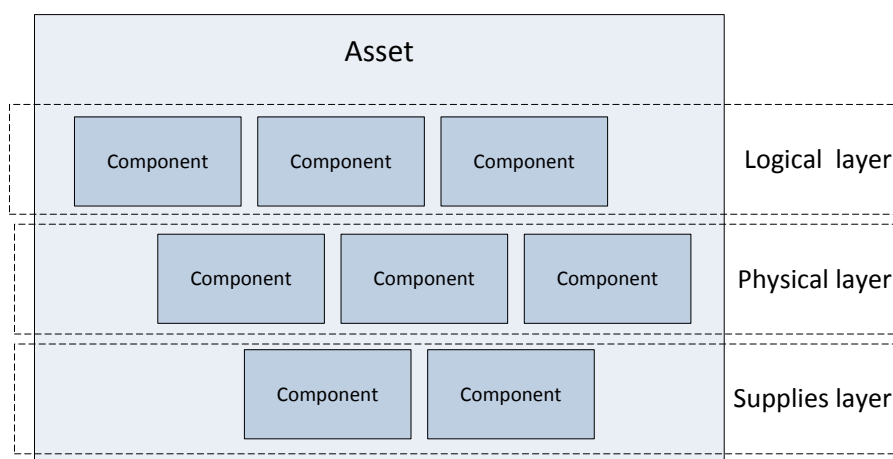 Asset
Component Component Component Logical layer
Component Component Component Physical layer
Component Component Supplies layer